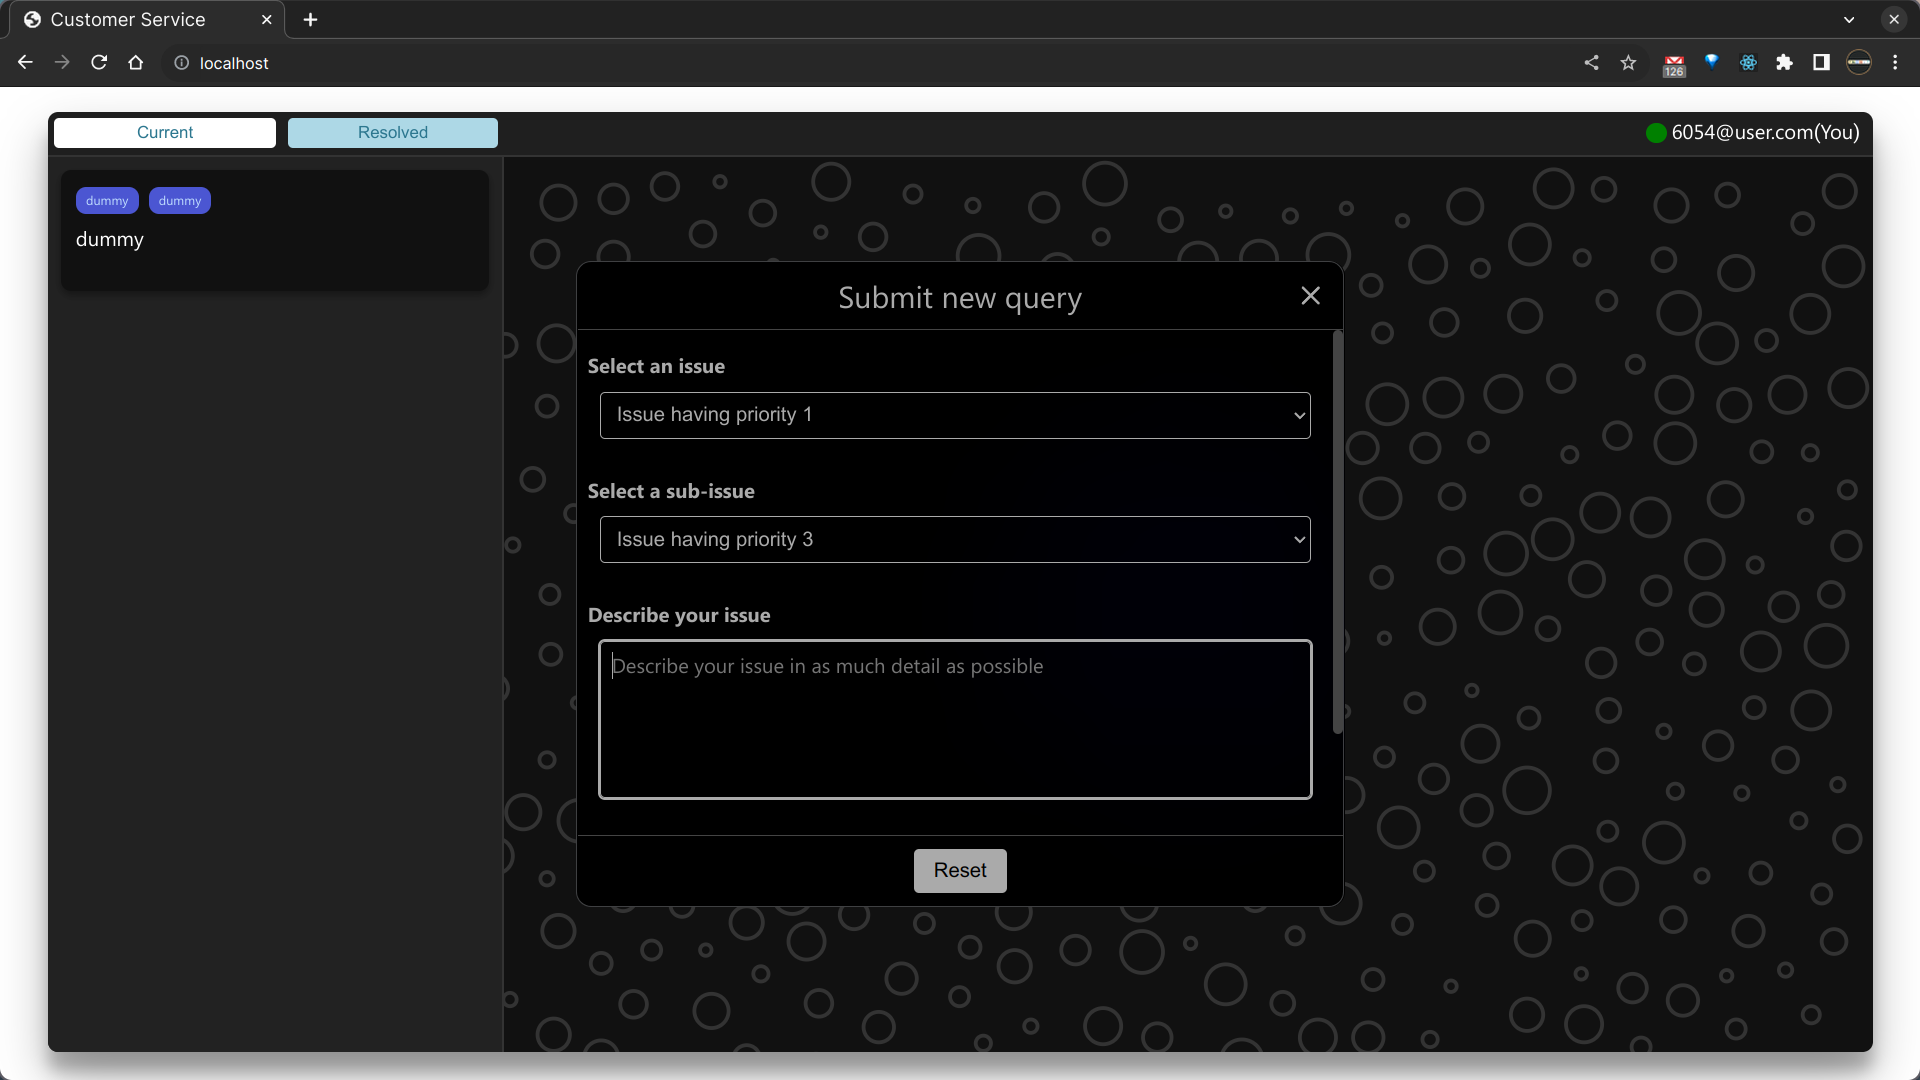 Customer Service
localhost
126
Current
Resolved
6054@user.com(You)
dummy dummy
dummy
Submit new query
Select an issue
Issue having priority 1
Select a sub-issue
Issue having priority 3
Describe your issue
Describe your issue in as much detail as possible
Reset